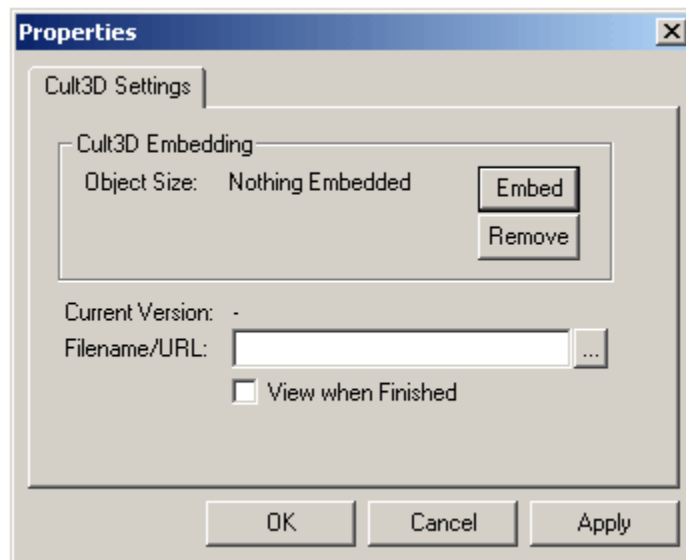 Properties
Cult3D Settings
Cult3D Embedding
Object Size: Nothing Embedded
Embed
Remove
Current Version: -
Filename/URL: ...
View when Finished
OK Cancel Apply